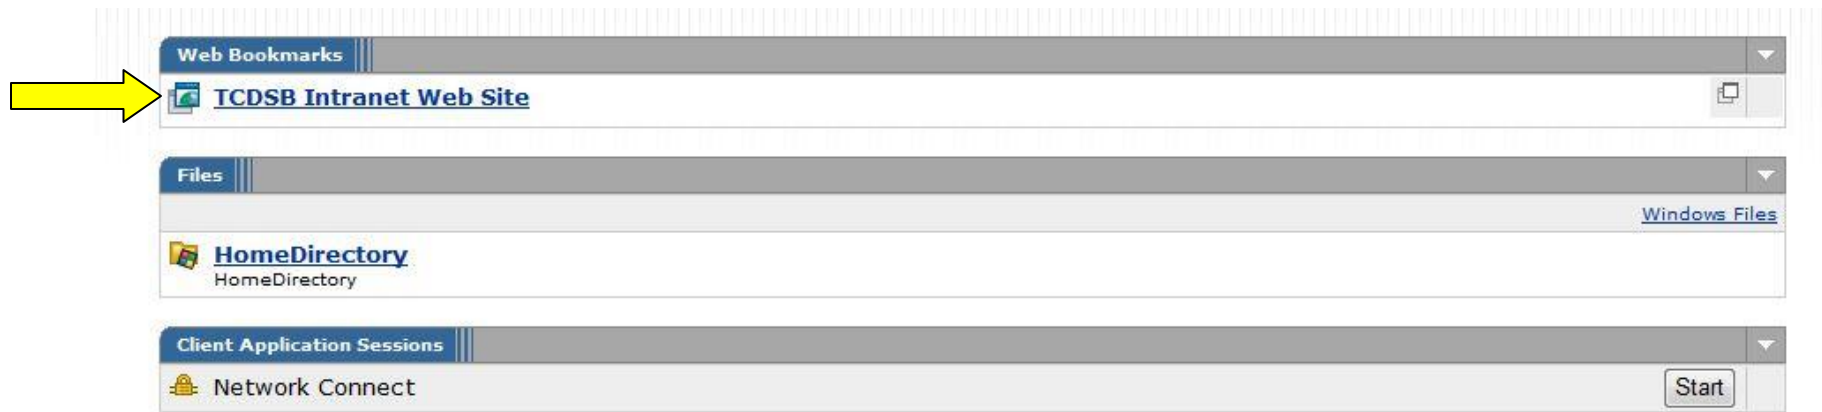 Web Bookmarks
TCDSB Intranet Web Site
Files
Windows Files
HomeDirectory
HomeDirectory
Client Application Sessions
Network Connect
Start